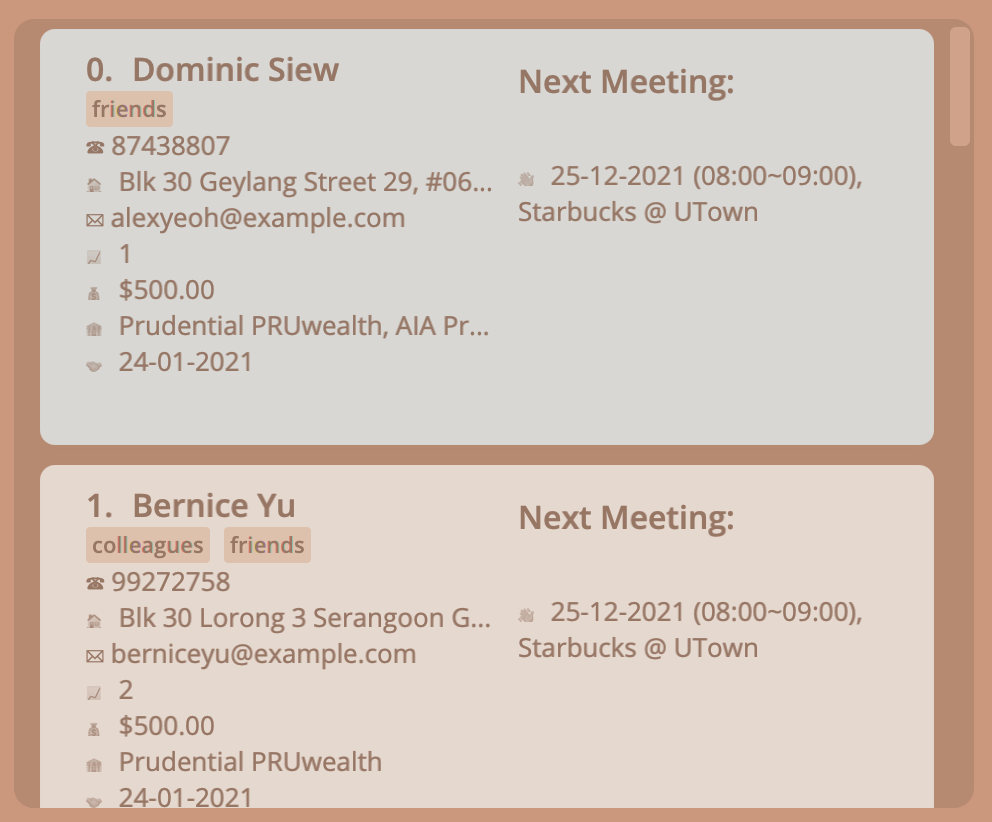 0. Dominic Siew
friends
87438807
Blk 30 Geylang Street 29, #06...
alexyeoh@example.com
1
$500.00
Prudential PRUwealth, AIA Pr...
24-01-2021
Next Meeting:
25-12-2021 (08:00~09:00),
Starbucks @ UTown
1. Bernice Yu
colleagues friends
99272758
Blk 30 Lorong 3 Serangoon G...
berniceyu@example.com
2
$500.00
Prudential PRUwealth
24-01-2021
Next Meeting:
25-12-2021 (08:00~09:00),
Starbucks @ UTown